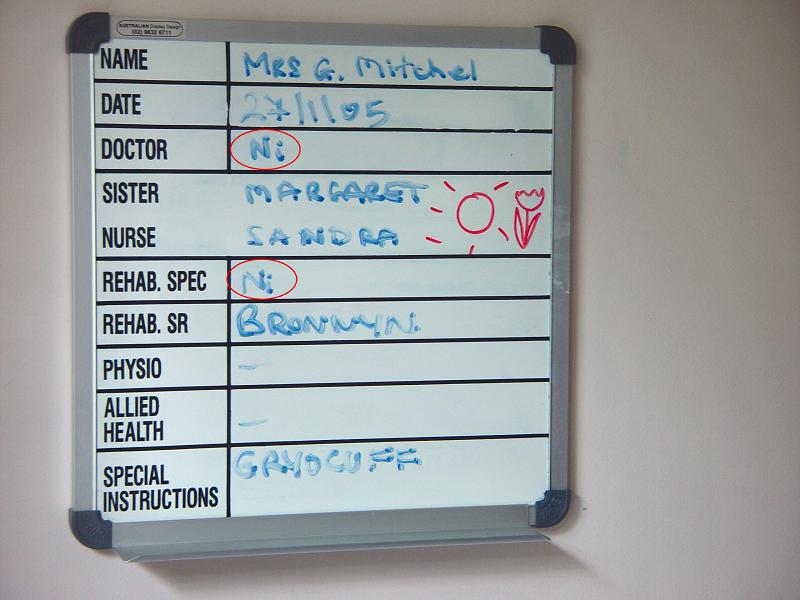 AUSTRALIAN Display Design
(02) 9632 6711
NAME Mrs G. Mitchel
DATE 27/11/05
DOCTOR Ni
SISTER MARGARET
NURSE SANDRA
REHAB. SPEC Ni
REHAB. SR BRONWYN.
PHYSIO -
ALLIED HEALTH -
SPECIAL INSTRUCTIONS